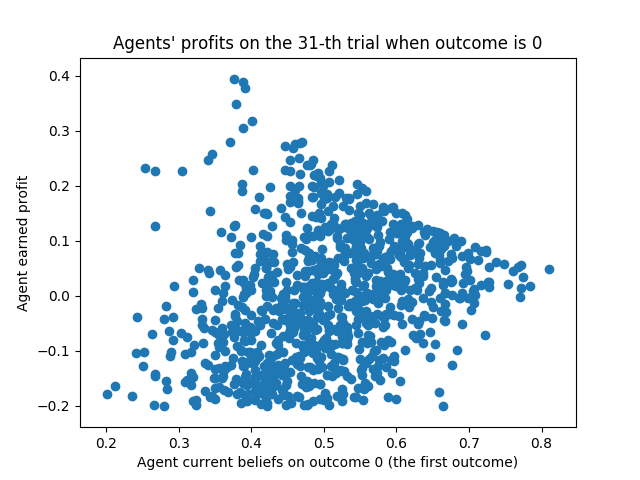 Agents' profits on the 31-th trial when outcome is 0
Agent earned profit
0.4
0.3
0.2
0.1
0.0
−0.1
−0.2
0.2 0.3 0.4 0.5 0.6 0.7 0.8
Agent current beliefs on outcome 0 (the first outcome)